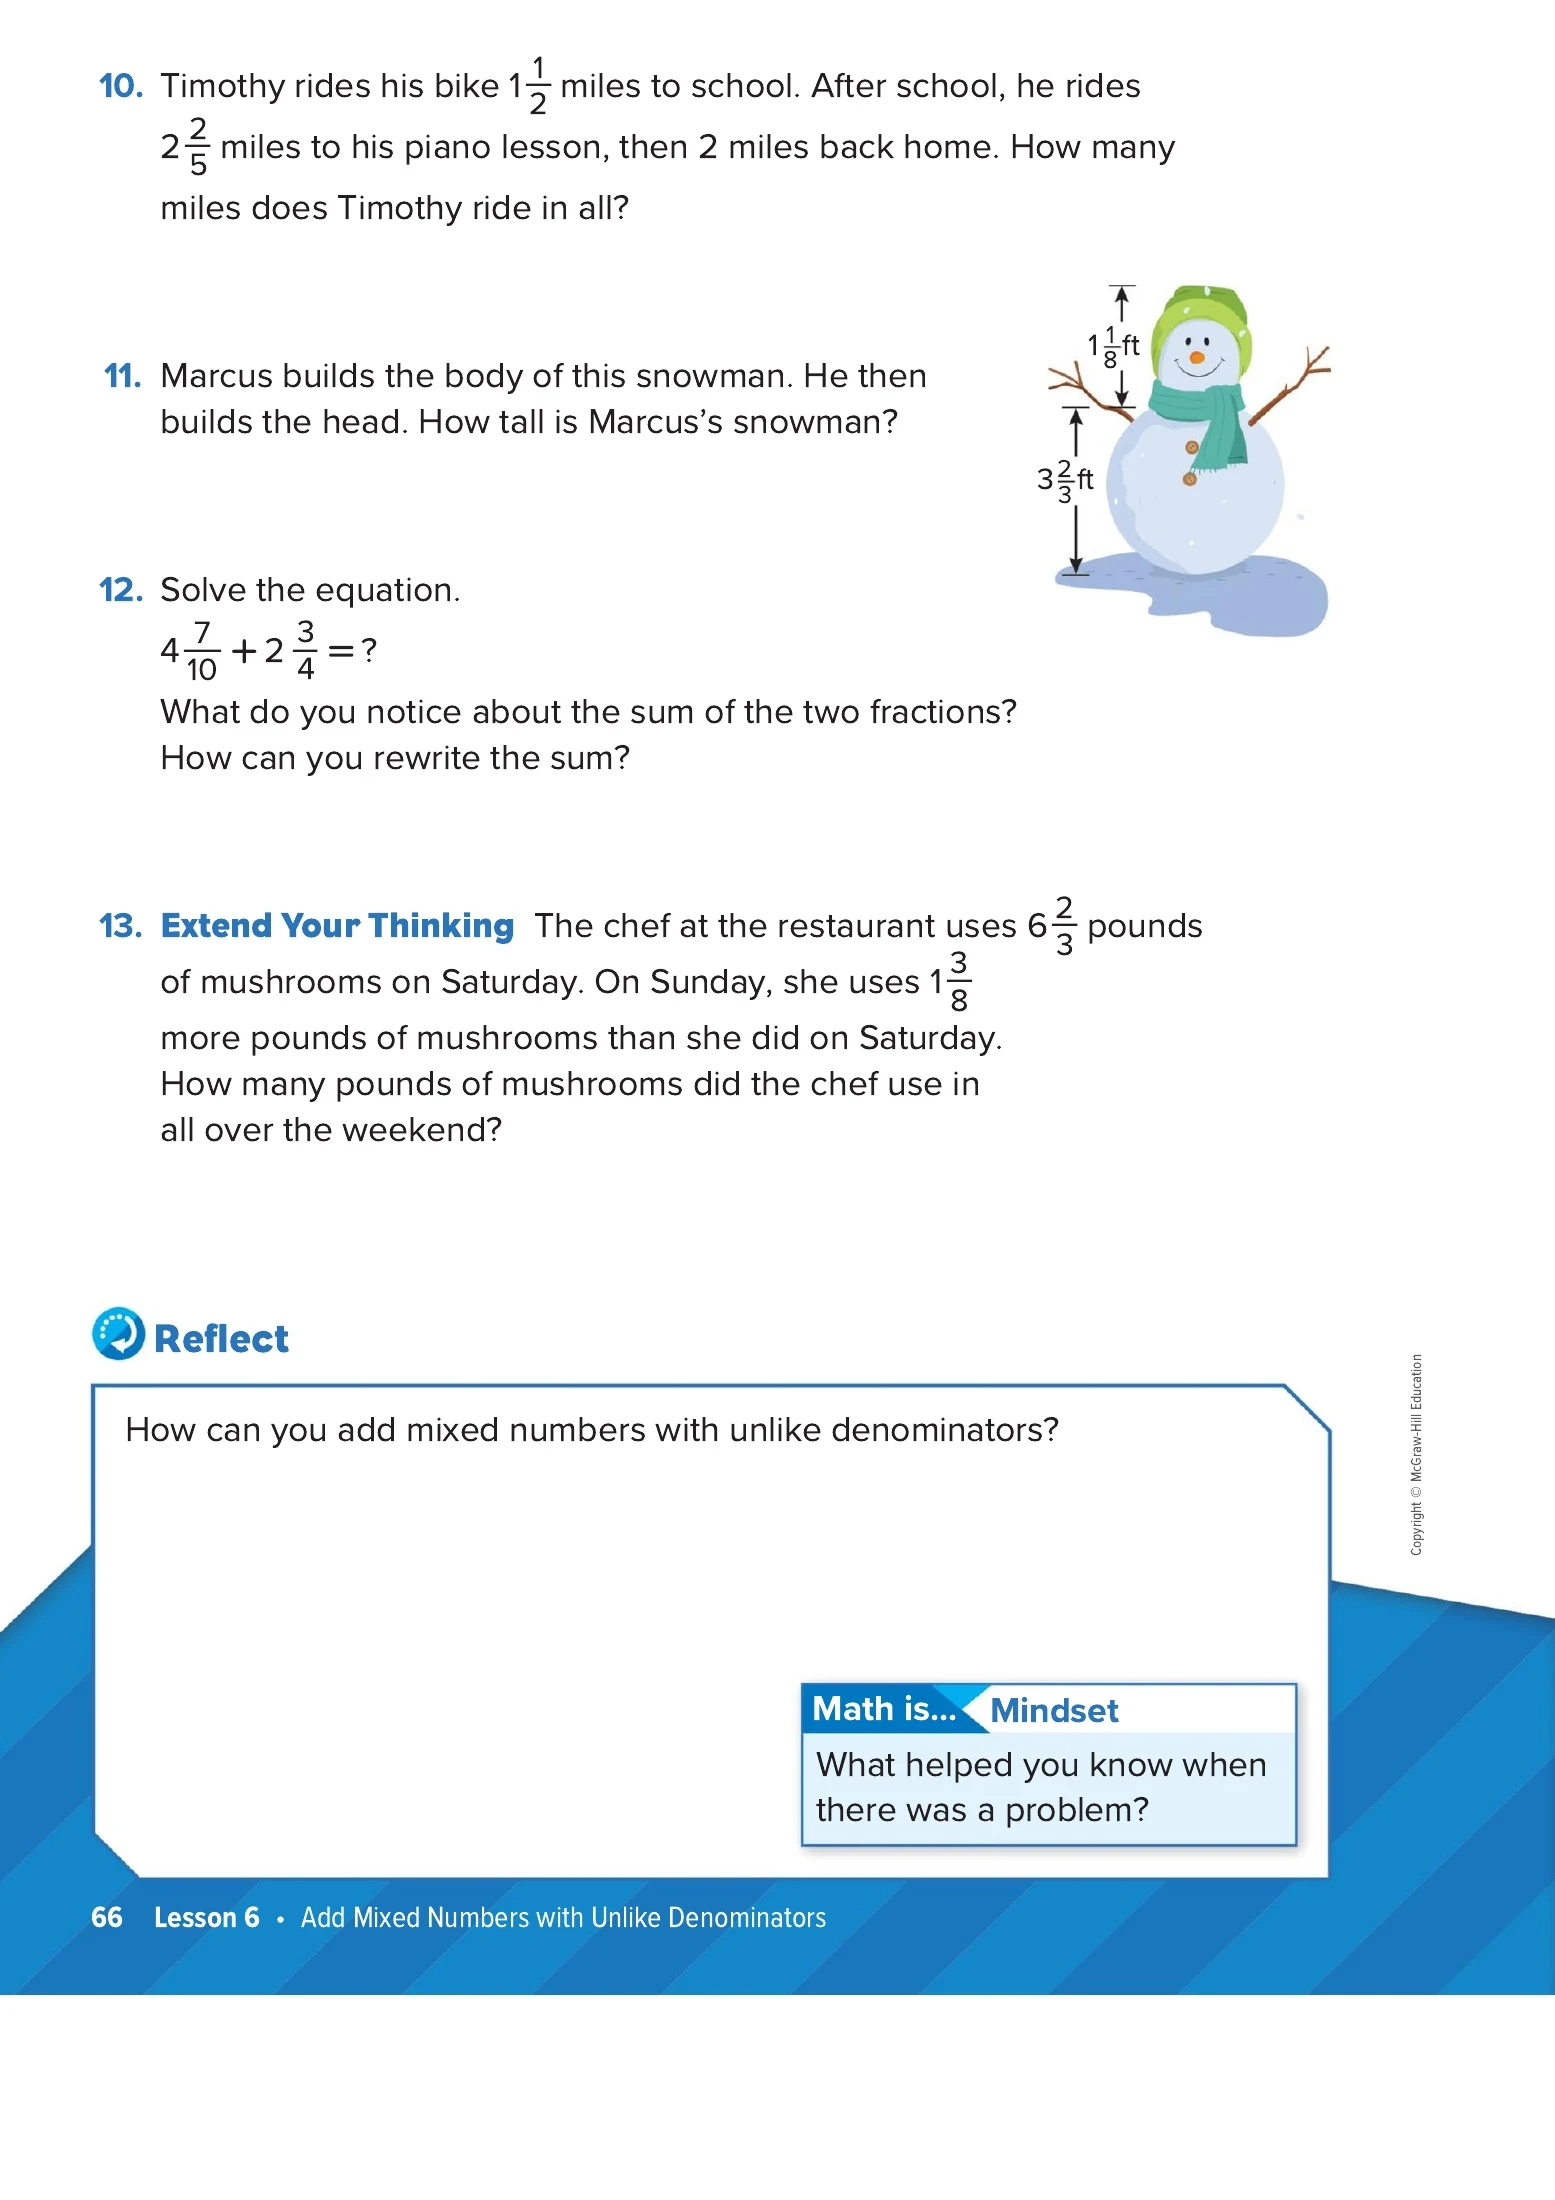 10. Timothy rides his bike 1 1/2 miles to school. After school, he rides
2 2/5 miles to his piano lesson, then 2 miles back home. How many
miles does Timothy ride in all?
11. Marcus builds the body of this snowman. He then
builds the head. How tall is Marcus’s snowman?
1 1/8 ft
3 2/3 ft
12. Solve the equation.
4 7/10 + 2 3/4 = ?
What do you notice about the sum of the two fractions?
How can you rewrite the sum?
13. Extend Your Thinking The chef at the restaurant uses 6 2/3 pounds
of mushrooms on Saturday. On Sunday, she uses 1 3/8
more pounds of mushrooms than she did on Saturday.
How many pounds of mushrooms did the chef use in
all over the weekend?
Reflect
How can you add mixed numbers with unlike denominators?
Math is... Mindset
What helped you know when
there was a problem?
Copyright © McGraw-Hill Education
66 Lesson 6 • Add Mixed Numbers with Unlike Denominators